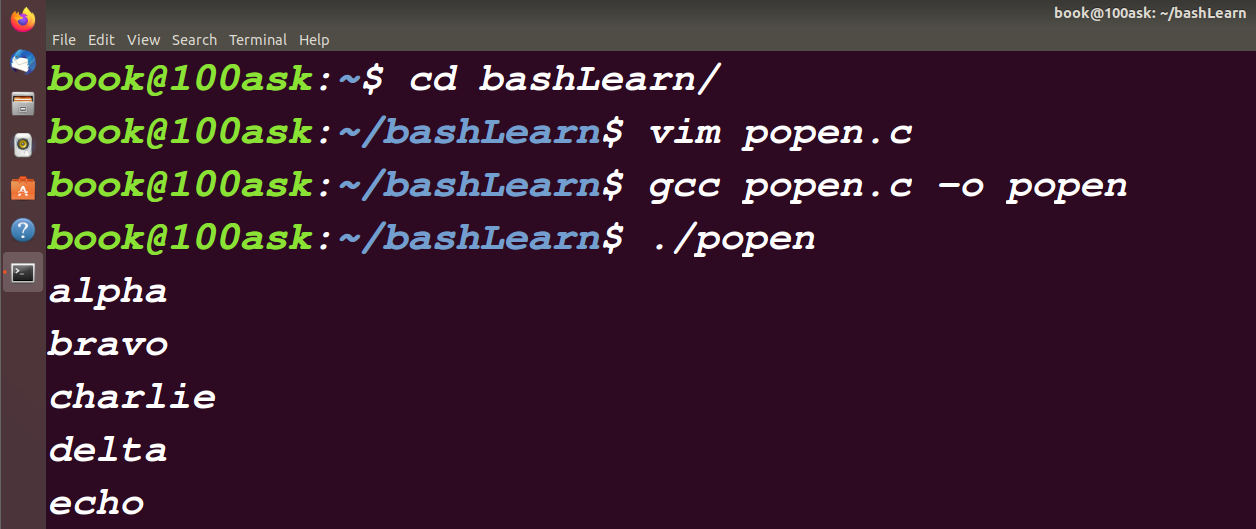 book@100ask: ~/bashLearn
File Edit View Search Terminal Help
book@100ask:~$ cd bashLearn/
book@100ask:~/bashLearn$ vim popen.c
book@100ask:~/bashLearn$ gcc popen.c -o popen
book@100ask:~/bashLearn$ ./popen
alpha
bravo
charlie
delta
echo